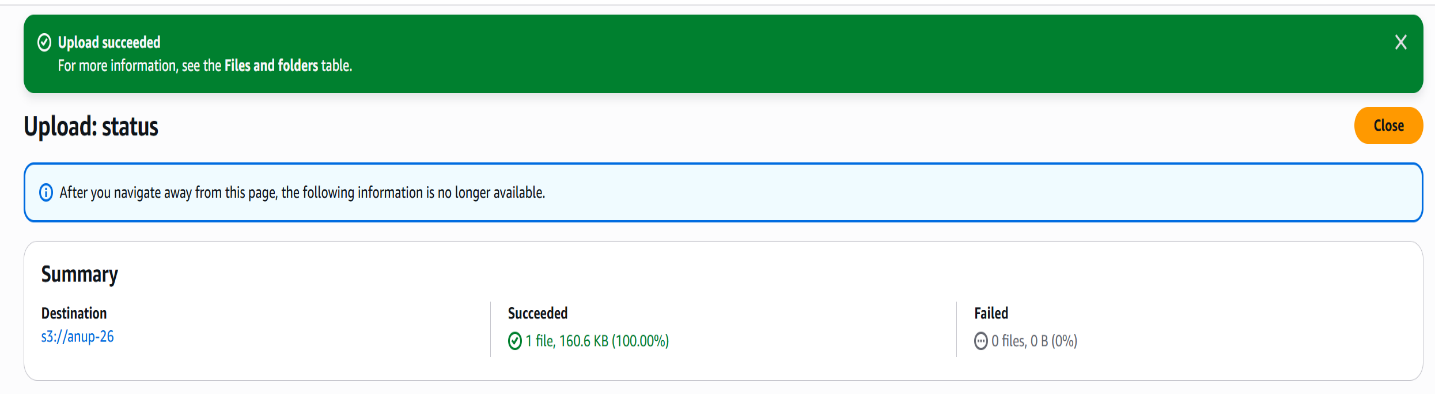 Upload succeeded
For more information, see the Files and folders table.
Upload: status
Close
After you navigate away from this page, the following information is no longer available.
Summary
Destination
s3://anup-26
Succeeded
1 file, 160.6 KB (100.00%)
Failed
0 files, 0 B (0%)